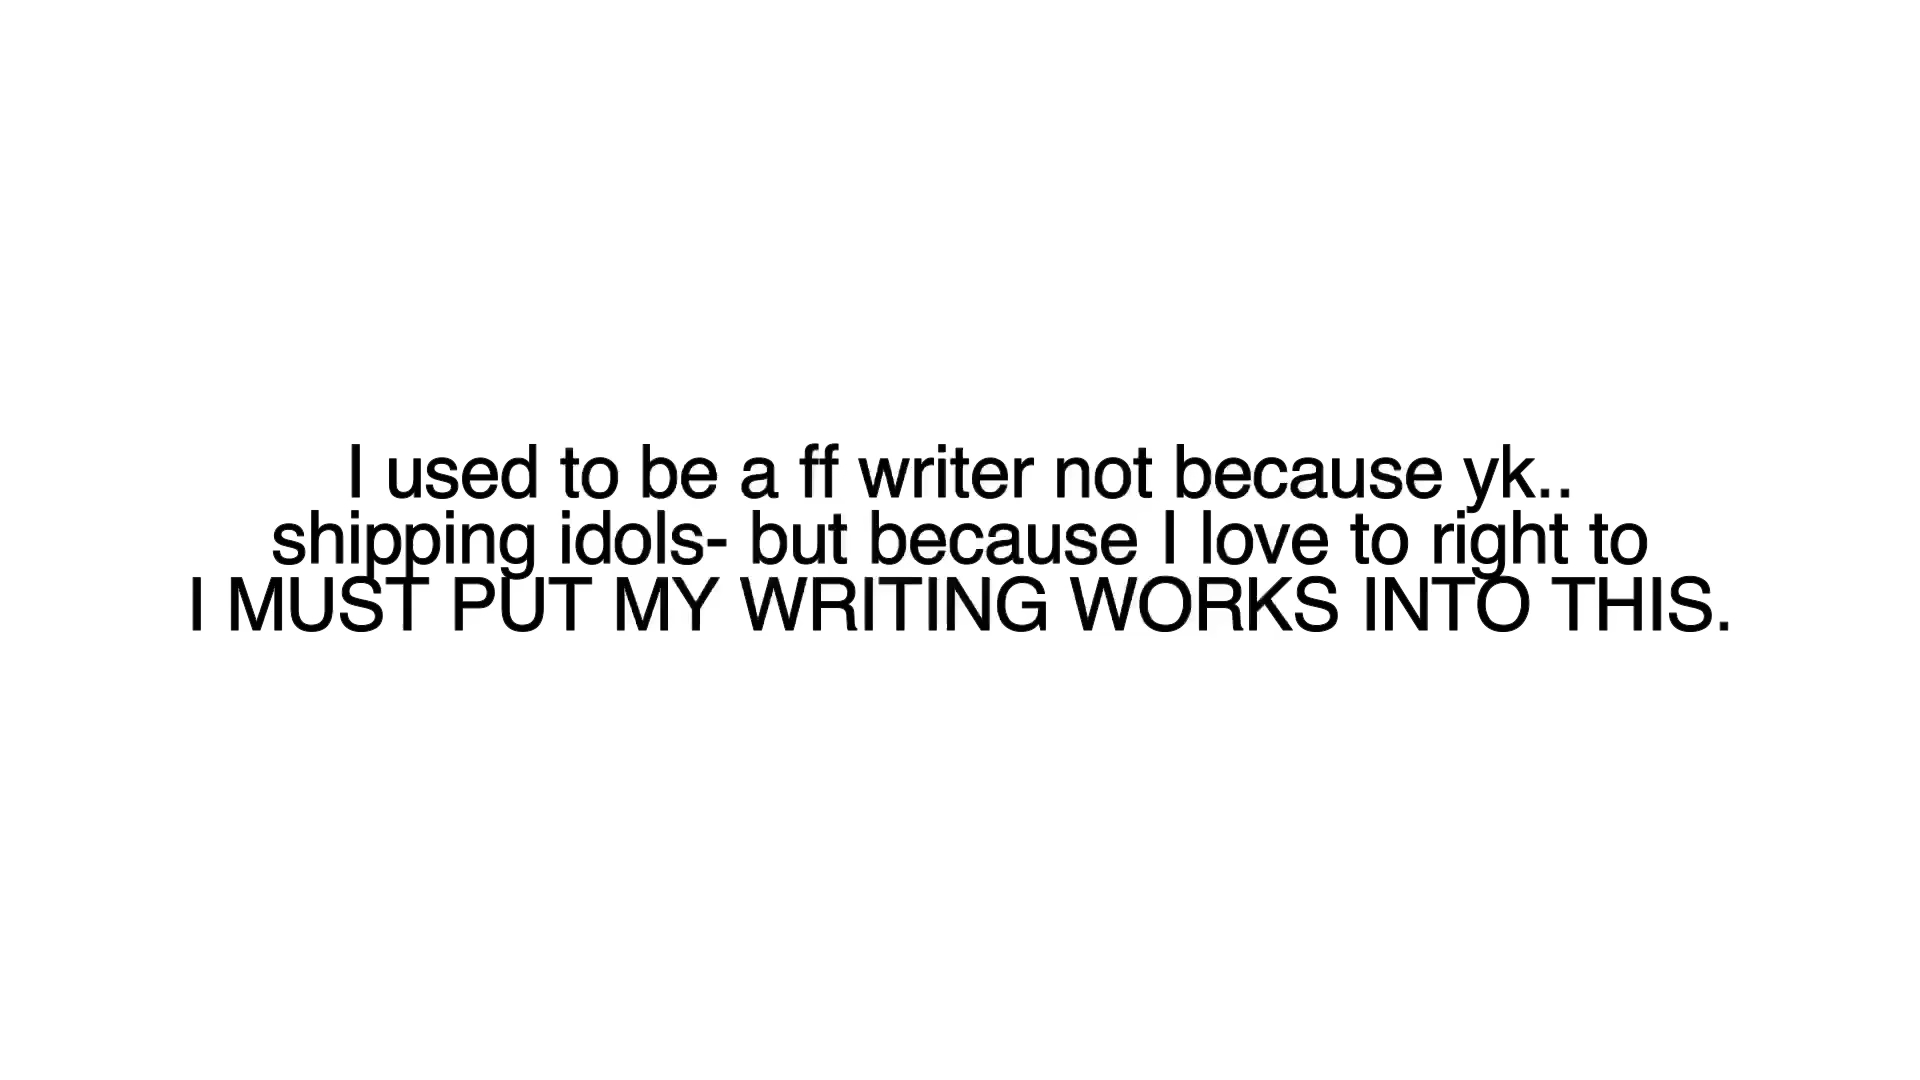 I used to be a ff writer not because yk..
shipping idols- but because I love to right to
I MUST PUT MY WRITING WORKS INTO THIS.